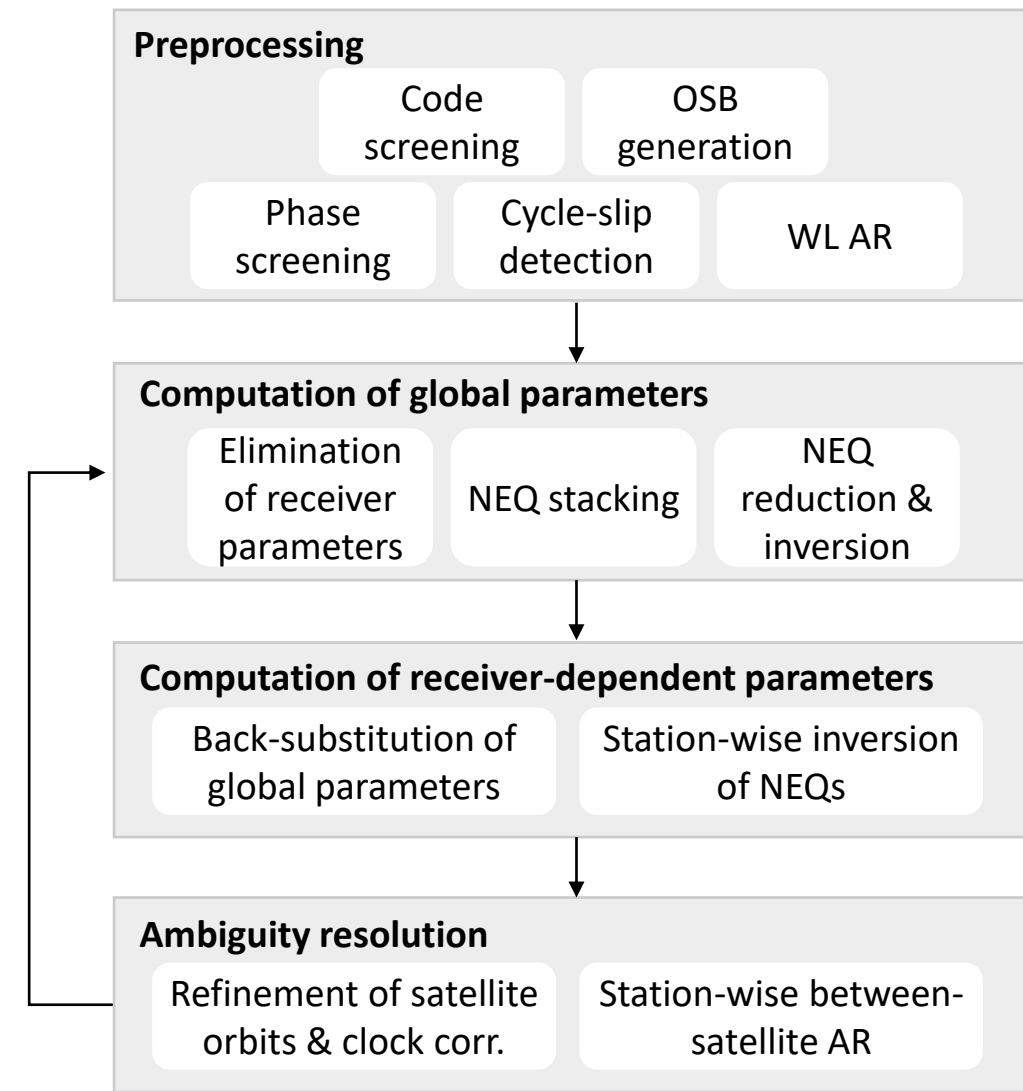 Preprocessing
Code
screening
OSB
generation
Phase
screening
Cycle-slip
detection
WL AR
Computation of global parameters
Elimination
of receiver
parameters
NEQ stacking
NEQ
reduction &
inversion
Computation of receiver-dependent parameters
Back-substitution of
global parameters
Station-wise inversion
of NEQs
Ambiguity resolution
Refinement of satellite
orbits & clock corr.
Station-wise between-
satellite AR